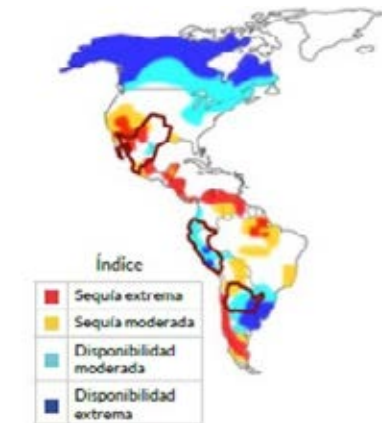 Índice
Sequía extrema
Sequía moderada
Disponibilidad
moderada
Disponibilidad
extrema